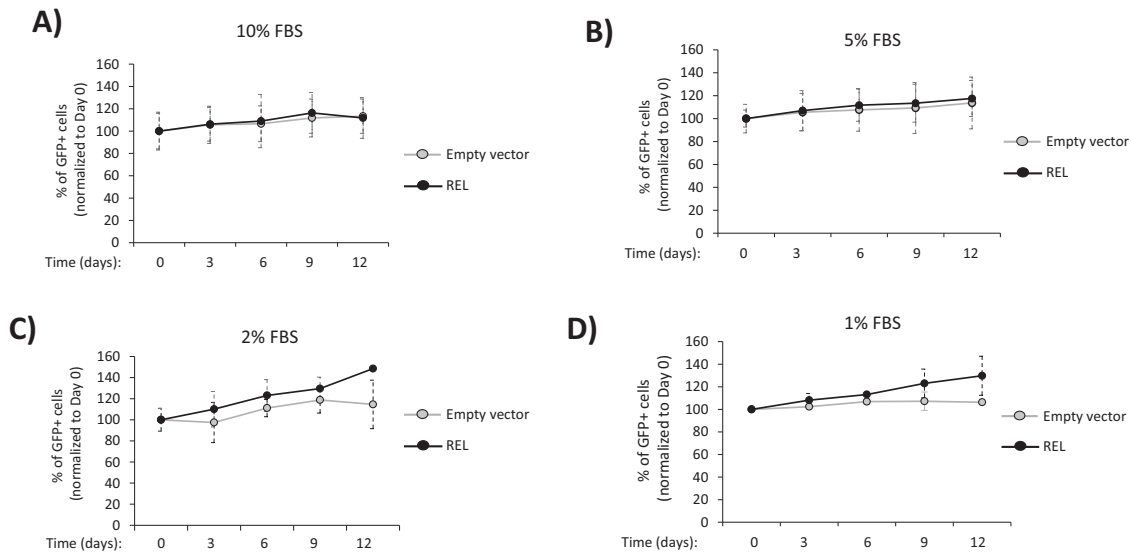 A)
10% FBS
% of GFP+ cells
(normalized to Day 0)
160
140
120
100
80
60
40
20
0
Time (days): 0 3 6 9 12
Empty vector
REL
B)
5% FBS
% of GFP+ cells
(normalized to Day 0)
160
140
120
100
80
60
40
20
0
Time (days): 0 3 6 9 12
Empty vector
REL
C)
2% FBS
% of GFP+ cells
(normalized to Day 0)
160
140
120
100
80
60
40
20
0
Time (days): 0 3 6 9 12
Empty vector
REL
D)
1% FBS
% of GFP+ cells
(normalized to Day 0)
160
140
120
100
80
60
40
20
0
Time (days): 0 3 6 9 12
Empty vector
REL